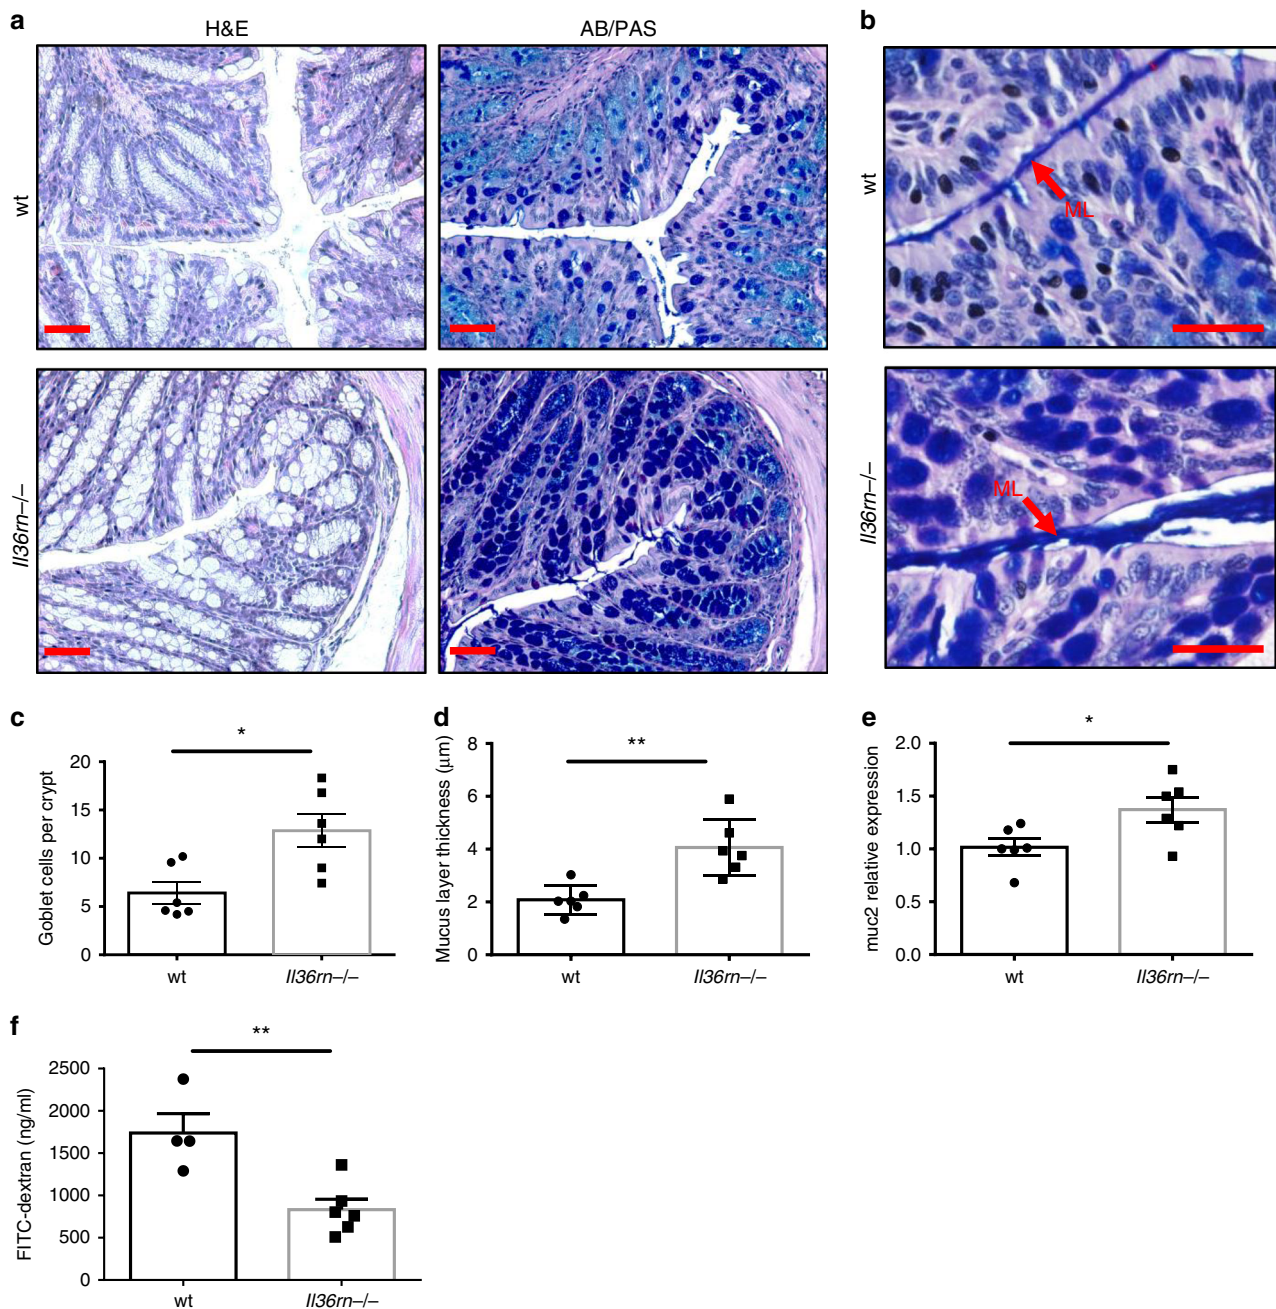 a
H&E
AB/PAS
b
wt
wt
ML
Il36rn–/–
Il36rn–/–
ML
c
*
Goblet cells per crypt
20
15
10
5
0
wt
Il36rn–/–
d
**
Mucus layer thickness (μm)
8
6
4
2
0
wt
Il36rn–/–
e
*
muc2 relative expression
2.0
1.5
1.0
0.5
0.0
wt
Il36rn–/–
f
**
FITC-dextran (ng/ml)
2500
2000
1500
1000
500
0
wt
Il36rn–/–